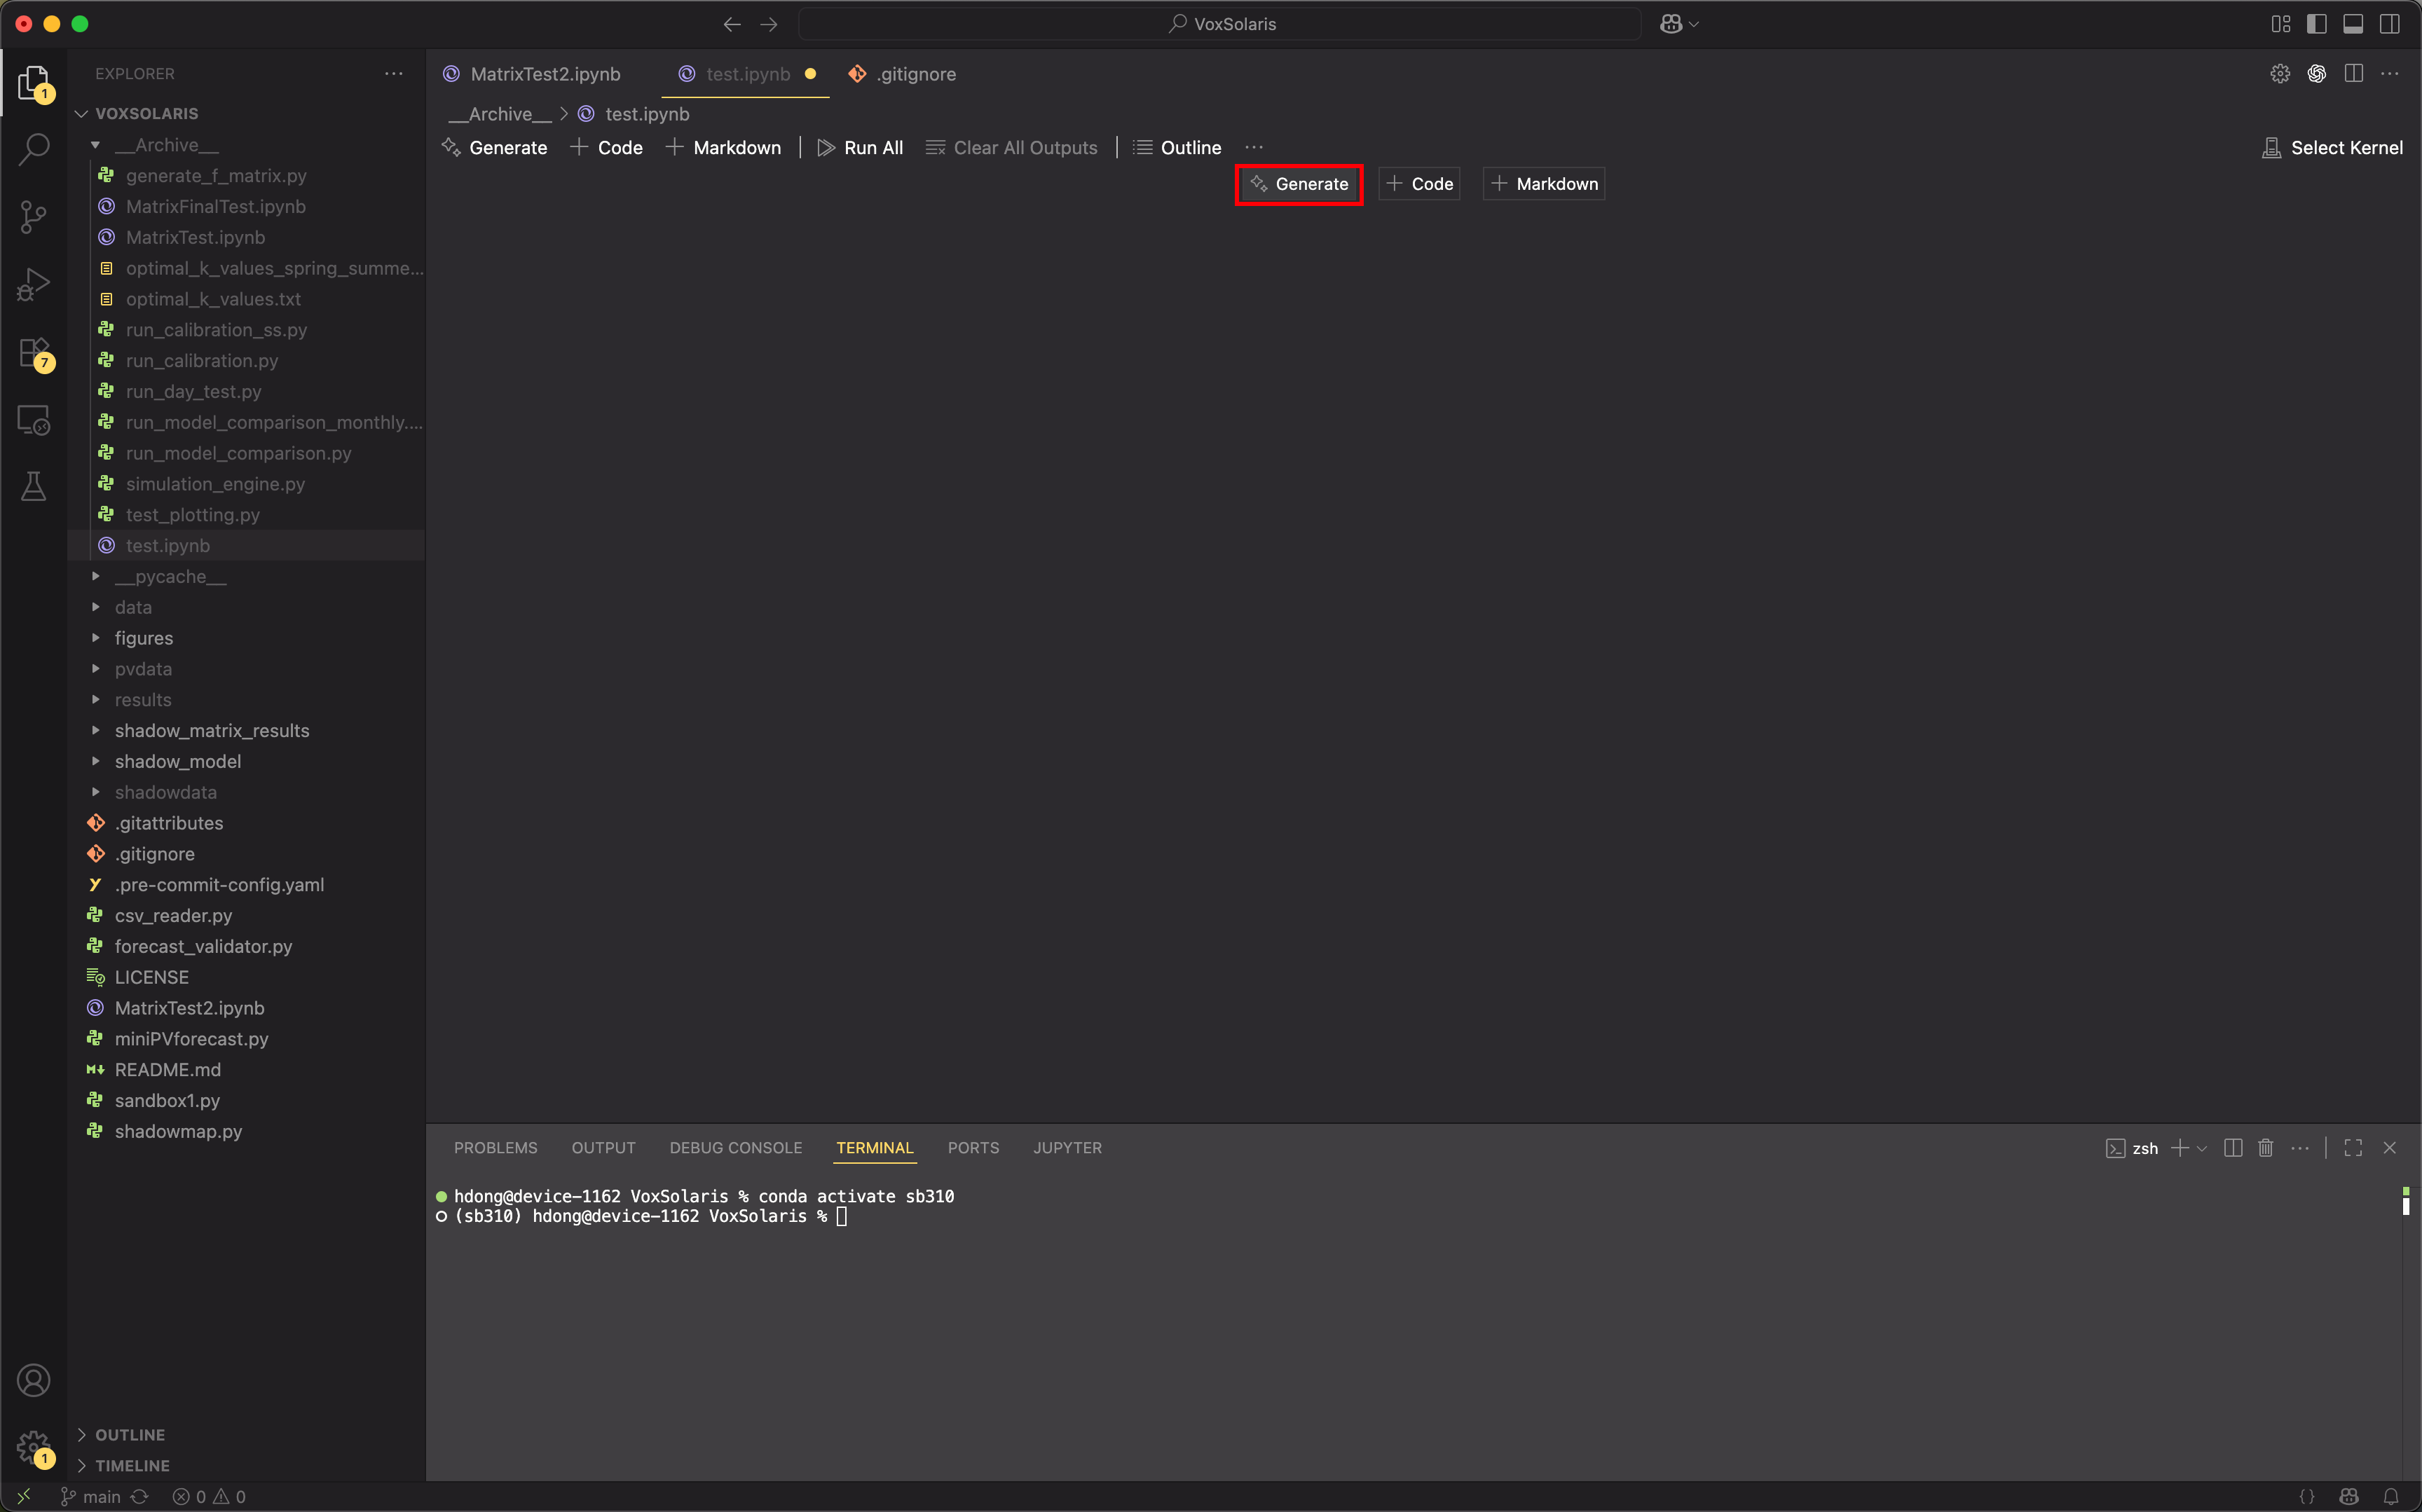 VoxSolaris
EXPLORER
VOXSOLARIS
__Archive__
generate_f_matrix.py
MatrixFinalTest.ipynb
MatrixTest.ipynb
optimal_k_values_spring_summe...
optimal_k_values.txt
run_calibration_ss.py
run_calibration.py
run_day_test.py
run_model_comparison_monthly....
run_model_comparison.py
simulation_engine.py
test_plotting.py
test.ipynb
__pycache__
data
figures
pvdata
results
shadow_matrix_results
shadow_model
shadowdata
.gitattributes
.gitignore
.pre-commit-config.yaml
csv_reader.py
forecast_validator.py
LICENSE
MatrixTest2.ipynb
miniPVforecast.py
README.md
sandbox1.py
shadowmap.py
OUTLINE
TIMELINE
1
7
1
MatrixTest2.ipynb test.ipynb .gitignore
__Archive__ > test.ipynb
Generate + Code + Markdown | Run All Clear All Outputs | Outline ... Select Kernel
Generate + Code + Markdown
PROBLEMS OUTPUT DEBUG CONSOLE TERMINAL PORTS JUPYTER zsh
hdong@device-1162 VoxSolaris % conda activate sb310
(sb310) hdong@device-1162 VoxSolaris %
main 0 0 {}